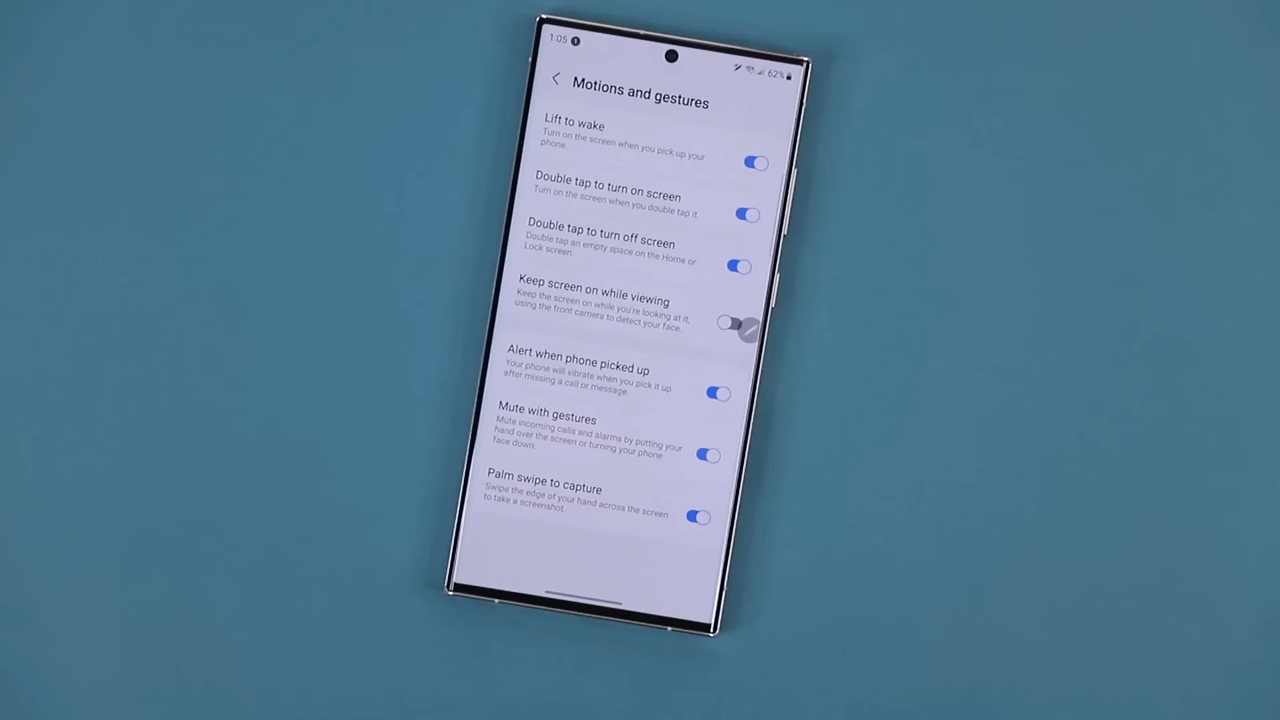 1:05
62%
Motions and gestures
Lift to wake
Turn on the screen when you pick up your
phone.
Double tap to turn on screen
Turn on the screen when you double tap it.
Double tap to turn off screen
Double tap an empty space on the Home or
Lock screen.
Keep screen on while viewing
Keep the screen on while you're looking at it,
using the front camera to detect your face.
Alert when phone picked up
Your phone will vibrate when you pick it up
after missing a call or message.
Mute with gestures
Mute incoming calls and alarms by putting your
hand over the screen or turning your phone
face down.
Palm swipe to capture
Swipe the edge of your hand across the screen
to take a screenshot.